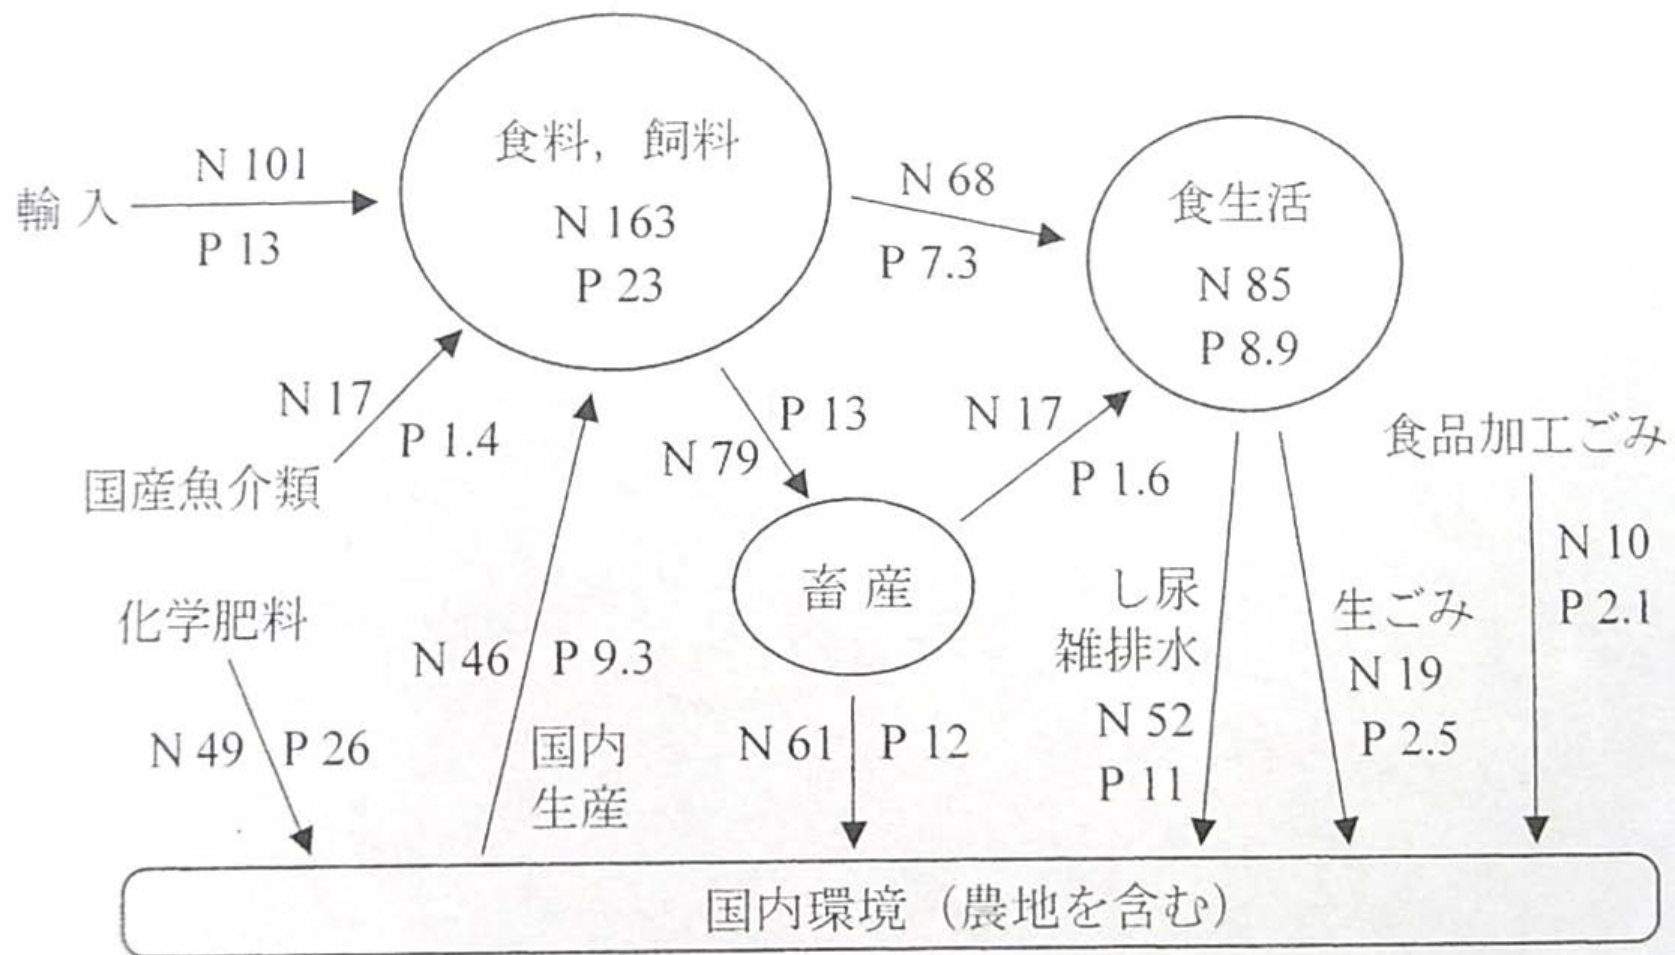 食料，飼料
N 163
P 23
輸 入
N 101
P 13
N 68
P 7.3
食生活
N 85
P 8.9
国産魚介類
N 17
P 1.4
P 13
N 79
N 17
P 1.6
食品加工ごみ
N 10
P 2.1
畜 産
化学肥料
N 49
P 26
N 46
P 9.3
国内
生産
N 61
P 12
し尿
雑排水
N 52
P 11
生ごみ
N 19
P 2.5
国内環境（農地を含む）